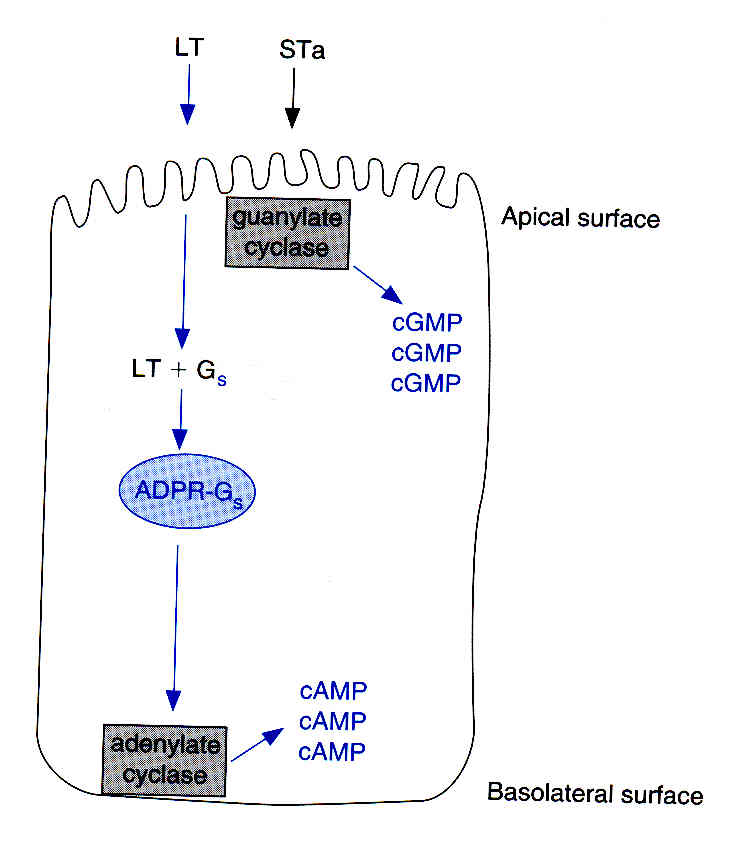 LT
STa
guanylate
cyclase
Apical surface
cGMP
cGMP
cGMP
LT + Gs
ADPR-Gs
cAMP
cAMP
cAMP
adenylate
cyclase
Basolateral surface